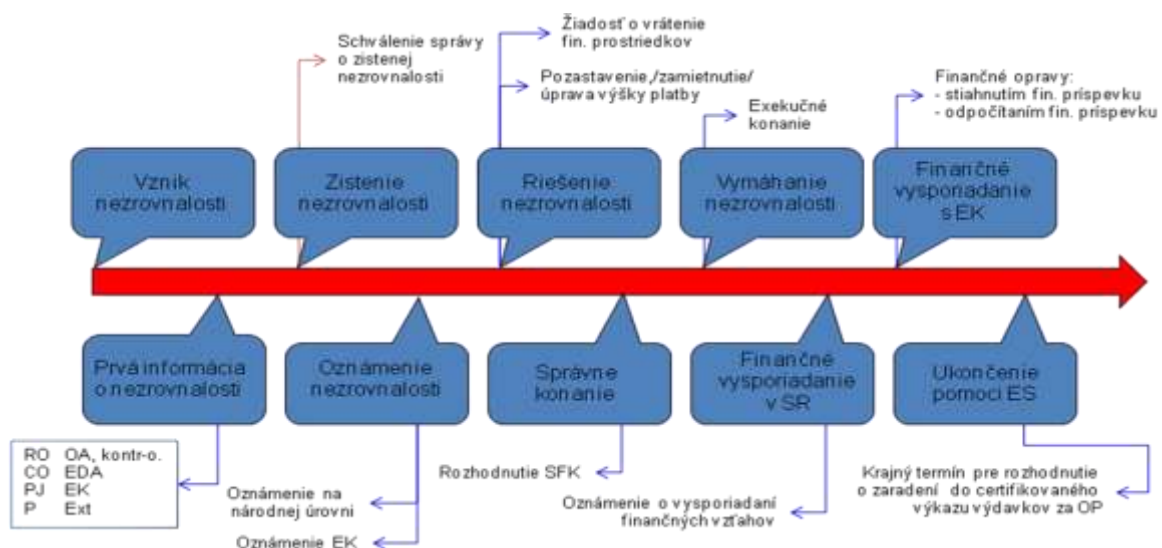 Schválenie správy
o zistenej
nezrovnalosti
Žiadosť o vrátenie
fin. prostriedkov
Pozastavenie,/zamietnutie/
úprava výšky platby
Exekučné
konanie
Finančné opravy:
- stiahnutím fin. príspevku
- odpočítaním fin. príspevku
Vznik
nezrovnalosti
Zistenie
nezrovnalosti
Riešenie
nezrovnalosti
Vymáhanie
nezrovnalosti
Finančné
vysporiadanie
s EK
Prvá informácia
o nezrovnalosti
Oznámenie
nezrovnalosti
Správne
konanie
Finančné
vysporiadanie
v SR
Ukončenie
pomoci ES
RO OA, kontr-o.
CO EDA
PJ EK
P Ext
Oznámenie na
národnej úrovni
Oznámenie EK
Rozhodnutie SFK
Oznámenie o vysporiadaní
finančných vzťahov
Krajný termín pre rozhodnutie
o zaradení do certifikovaného
výkazu výdavkov za OP